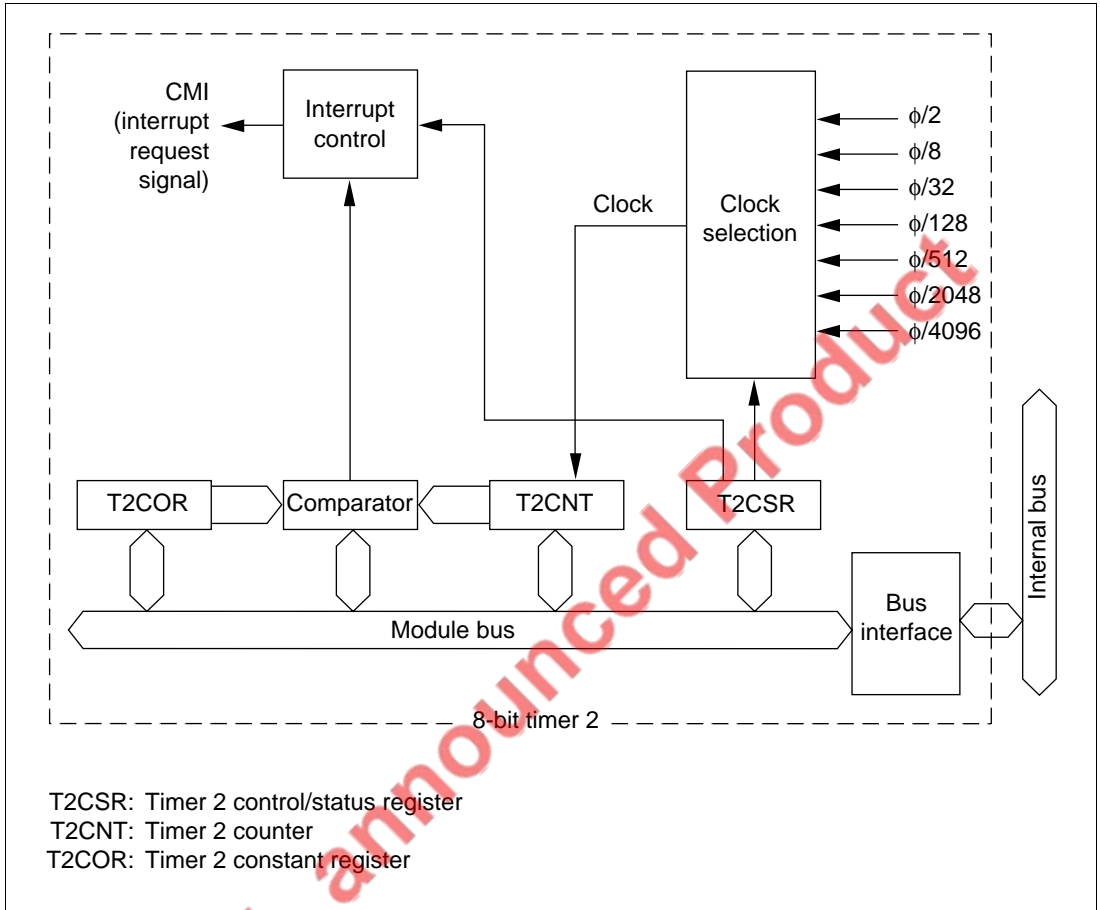 CMI
(interrupt
request
signal)
Interrupt
control
Clock
Clock
selection
ϕ/2
ϕ/8
ϕ/32
ϕ/128
ϕ/512
ϕ/2048
ϕ/4096
T2COR
Comparator
T2CNT
T2CSR
Module bus
Bus
interface
Internal bus
8-bit timer 2
T2CSR: Timer 2 control/status register
T2CNT: Timer 2 counter
T2COR: Timer 2 constant register
announced Product